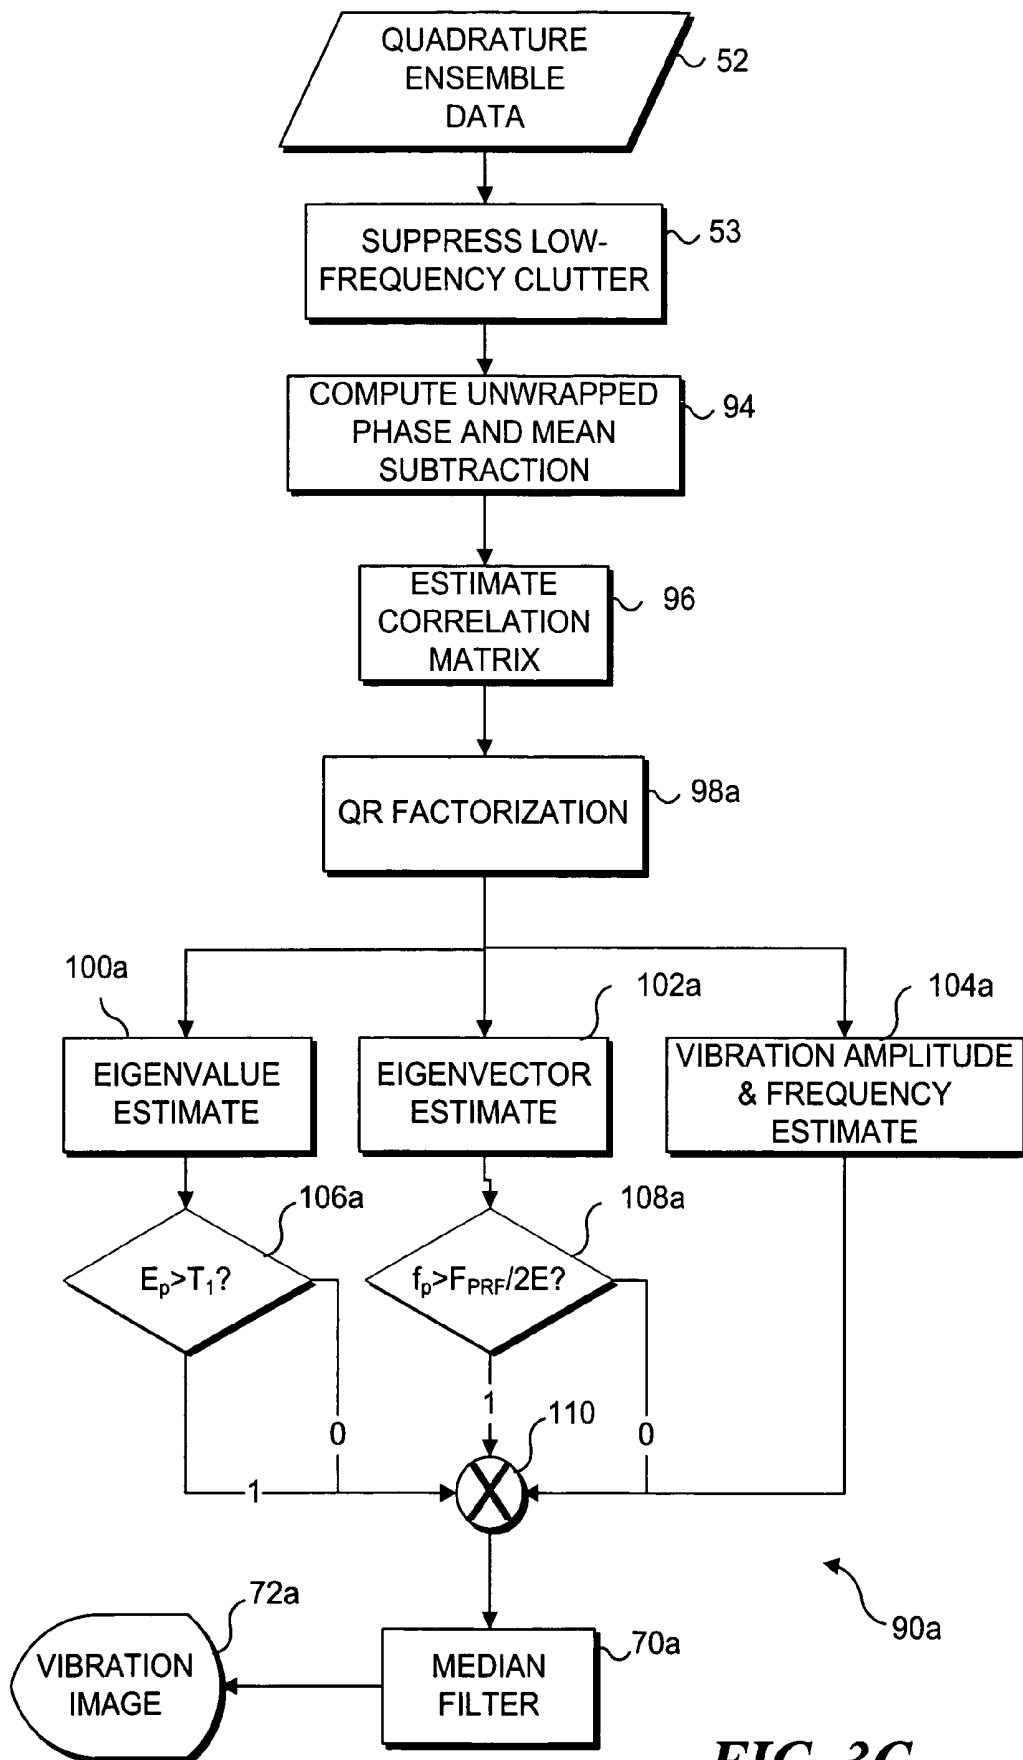 QUADRATURE
ENSEMBLE
DATA
52
SUPPRESS LOW-
FREQUENCY CLUTTER
53
COMPUTE UNWRAPPED
PHASE AND MEAN
SUBTRACTION
94
ESTIMATE
CORRELATION
MATRIX
96
QR FACTORIZATION
98a
100a
EIGENVALUE
ESTIMATE
102a
EIGENVECTOR
ESTIMATE
104a
VIBRATION AMPLITUDE
& FREQUENCY
ESTIMATE
106a
Ep>T1?
108a
fp>FPRF/2E?
0
1
0
1
110
90a
72a
VIBRATION
IMAGE
70a
MEDIAN
FILTER
FIG. 3C